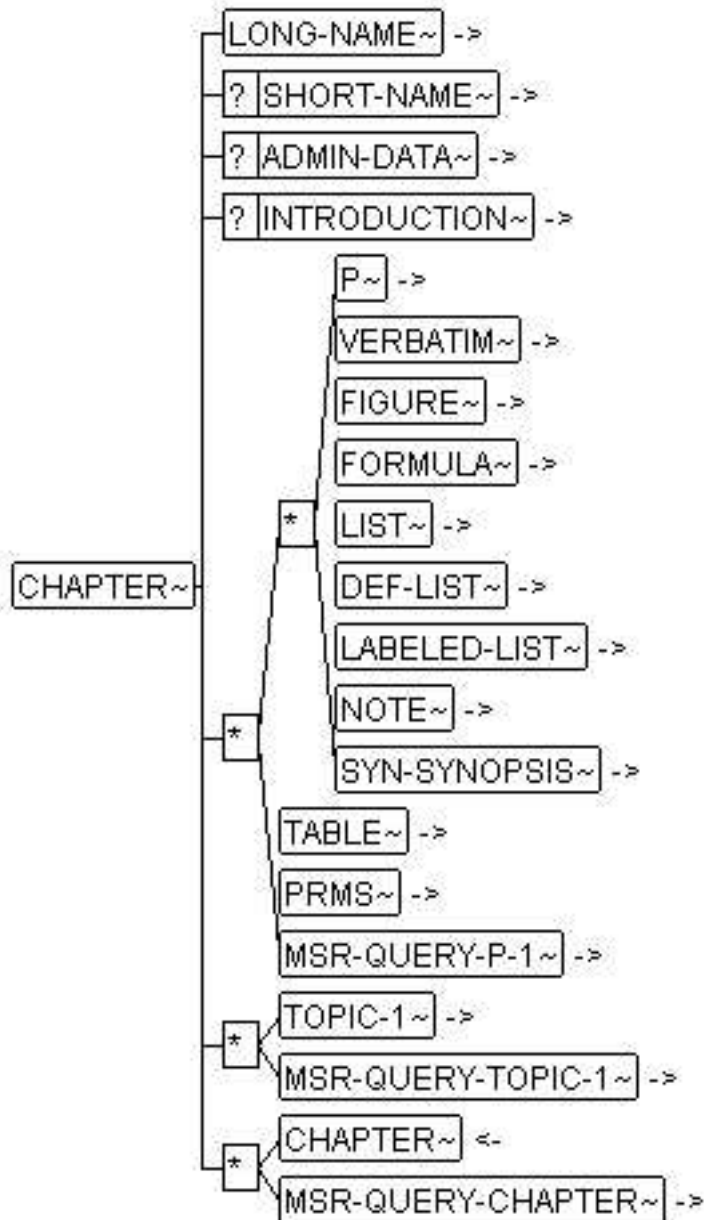 LONG-NAME~ ->
? SHORT-NAME~ ->
? ADMIN-DATA~ ->
? INTRODUCTION~ ->
P~ ->
VERBATIM~ ->
FIGURE~ ->
FORMULA~ ->
* LIST~ ->
CHAPTER~ DEF-LIST~ ->
LABELED-LIST~ ->
NOTE~ ->
*
SYN-SYNOPSIS~ ->
TABLE~ ->
PRMS~ ->
MSR-QUERY-P-1~ ->
TOPIC-1~ ->
*
MSR-QUERY-TOPIC-1~ ->
CHAPTER~ <-
*
MSR-QUERY-CHAPTER~ ->